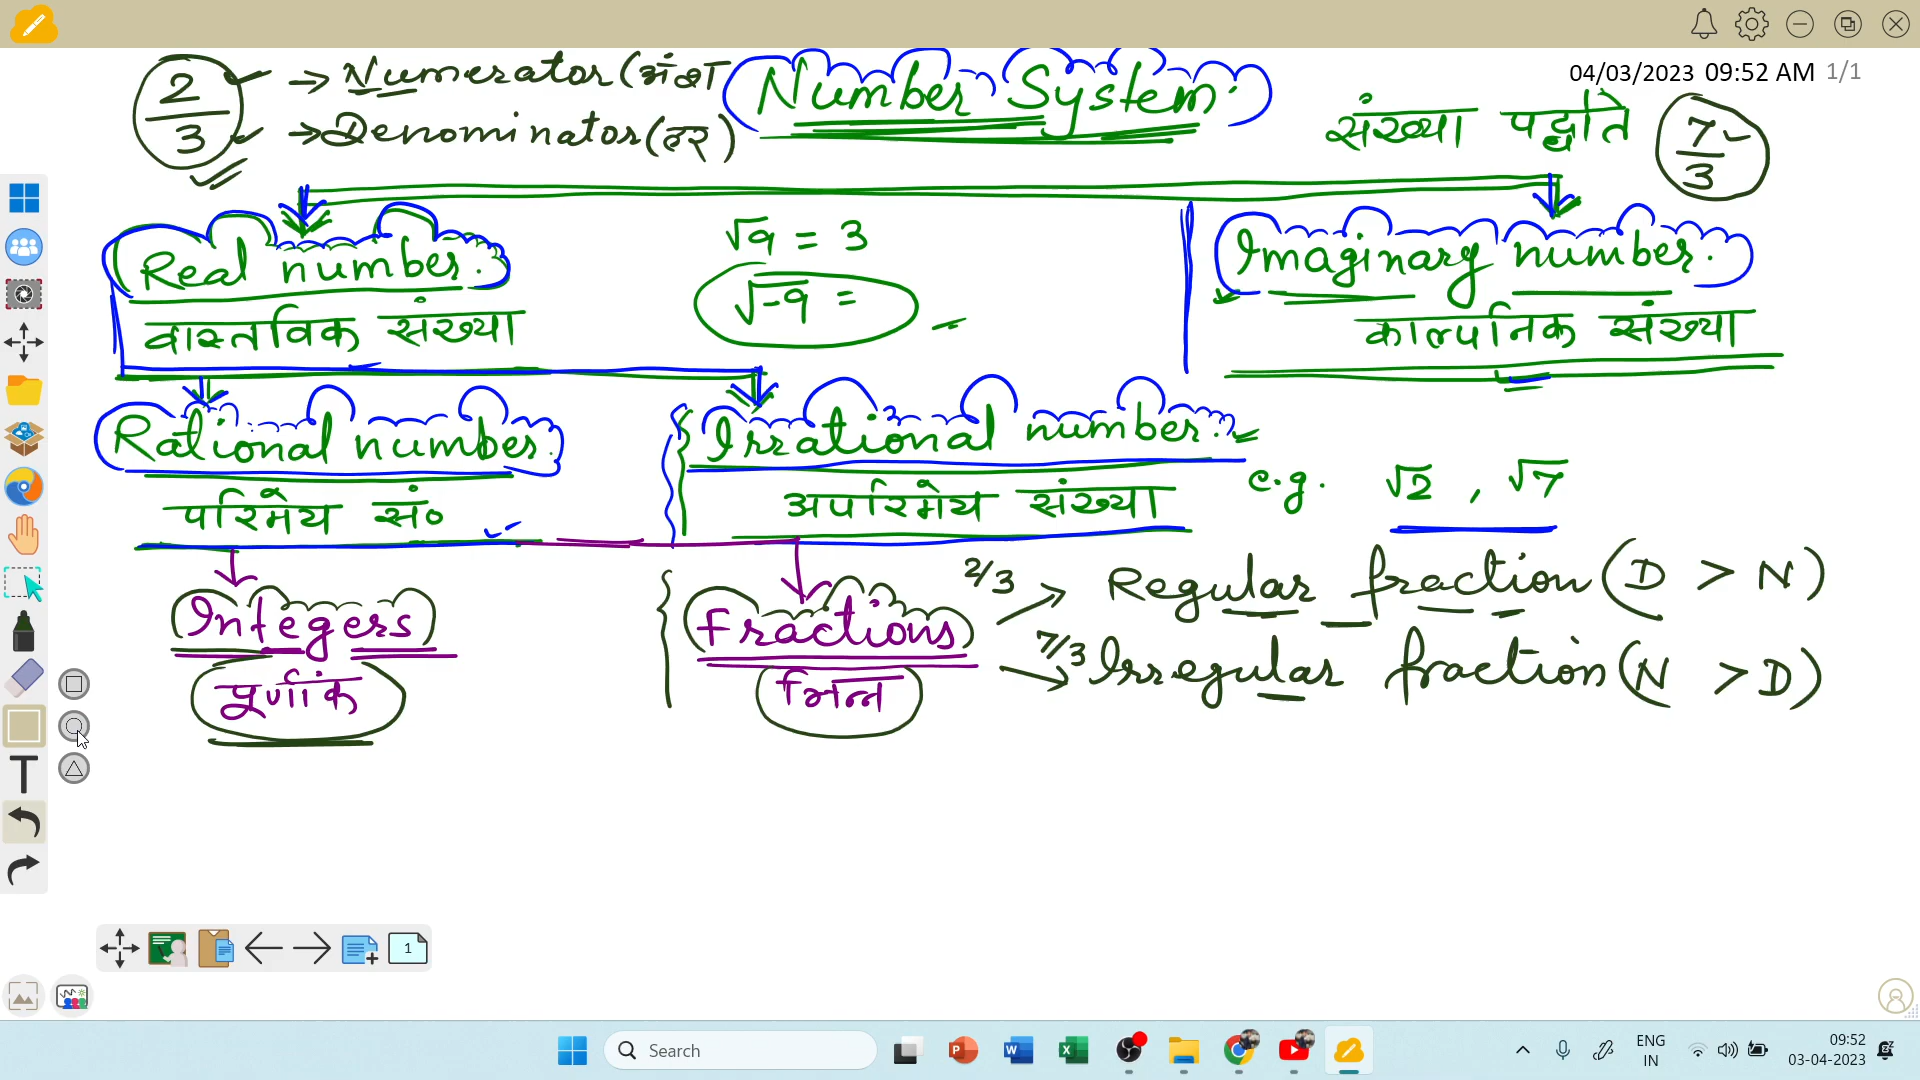 04/03/2023 09:52 AM 1/1
2/3 → Numerator (अंश
→ Denominator (हर)
Number System.
संख्या पद्धति
7/3
Real number.
वास्तविक संख्या
√9 = 3
√-9 =
Imaginary number.
काल्पनिक संख्या
Rational number.
परिमेय सं०
Irrational number.
अपरिमेय संख्या
e.g. √2 , √7
Integers
पूर्णांक
Fractions
भिन्न
2/3 → Regular fraction (D > N)
7/3 → Irregular fraction (N > D)
1
Search
ENG
IN
09:52
03-04-2023